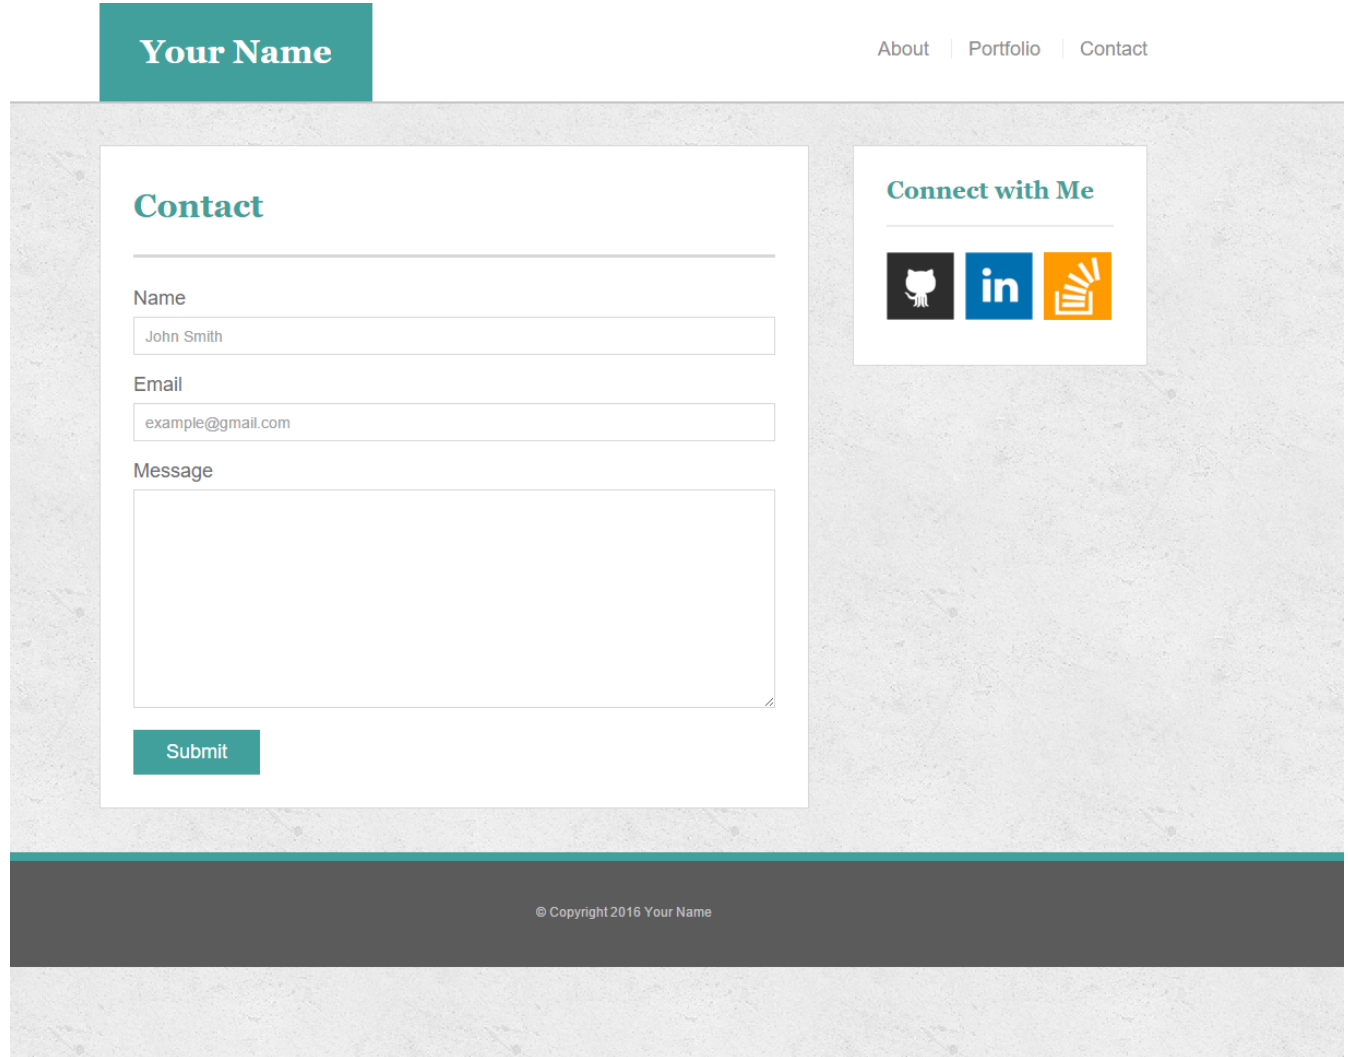 Your Name
About
Portfolio
Contact
Contact
Name
John Smith
Email
example@gmail.com
Message
Submit
Connect with Me
in
© Copyright 2016 Your Name